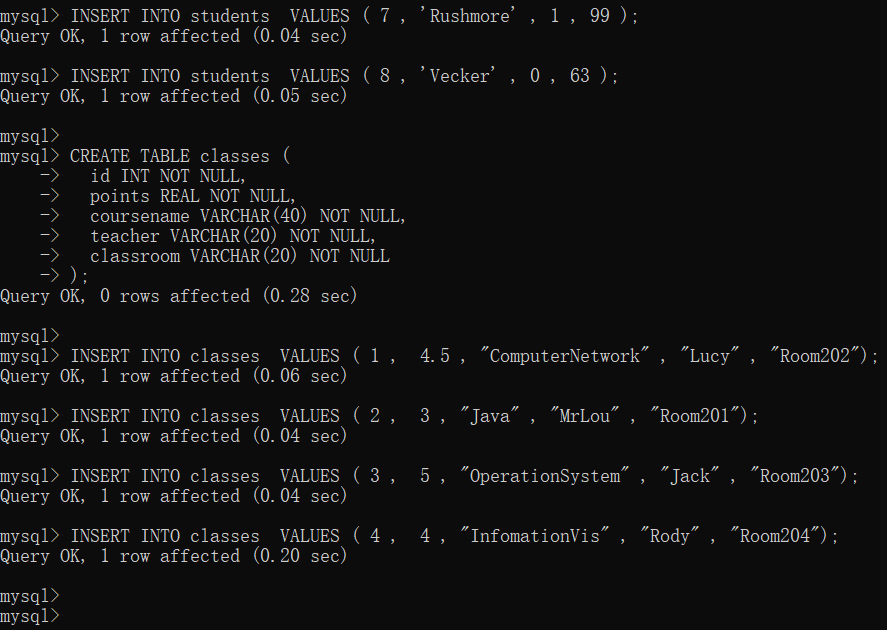 mysql> INSERT INTO students  VALUES ( 7 , 'Rushmore' , 1 , 99 );
Query OK, 1 row affected (0.04 sec)
mysql> INSERT INTO students  VALUES ( 8 , 'Vecker' , 0 , 63 );
Query OK, 1 row affected (0.05 sec)
mysql>
mysql> CREATE TABLE classes (
    ->   id INT NOT NULL,
    ->   points REAL NOT NULL,
    ->   coursename VARCHAR(40) NOT NULL,
    ->   teacher VARCHAR(20) NOT NULL,
    ->   classroom VARCHAR(20) NOT NULL
    -> );
Query OK, 0 rows affected (0.28 sec)
mysql>
mysql> INSERT INTO classes  VALUES ( 1 ,  4.5 , "ComputerNetwork" , "Lucy" , "Room202");
Query OK, 1 row affected (0.06 sec)
mysql> INSERT INTO classes  VALUES ( 2 ,  3 , "Java" , "MrLou" , "Room201");
Query OK, 1 row affected (0.04 sec)
mysql> INSERT INTO classes  VALUES ( 3 ,  5 , "OperationSystem" , "Jack" , "Room203");
Query OK, 1 row affected (0.04 sec)
mysql> INSERT INTO classes  VALUES ( 4 ,  4 , "InfomationVis" , "Rody" , "Room204");
Query OK, 1 row affected (0.20 sec)
mysql>
mysql>